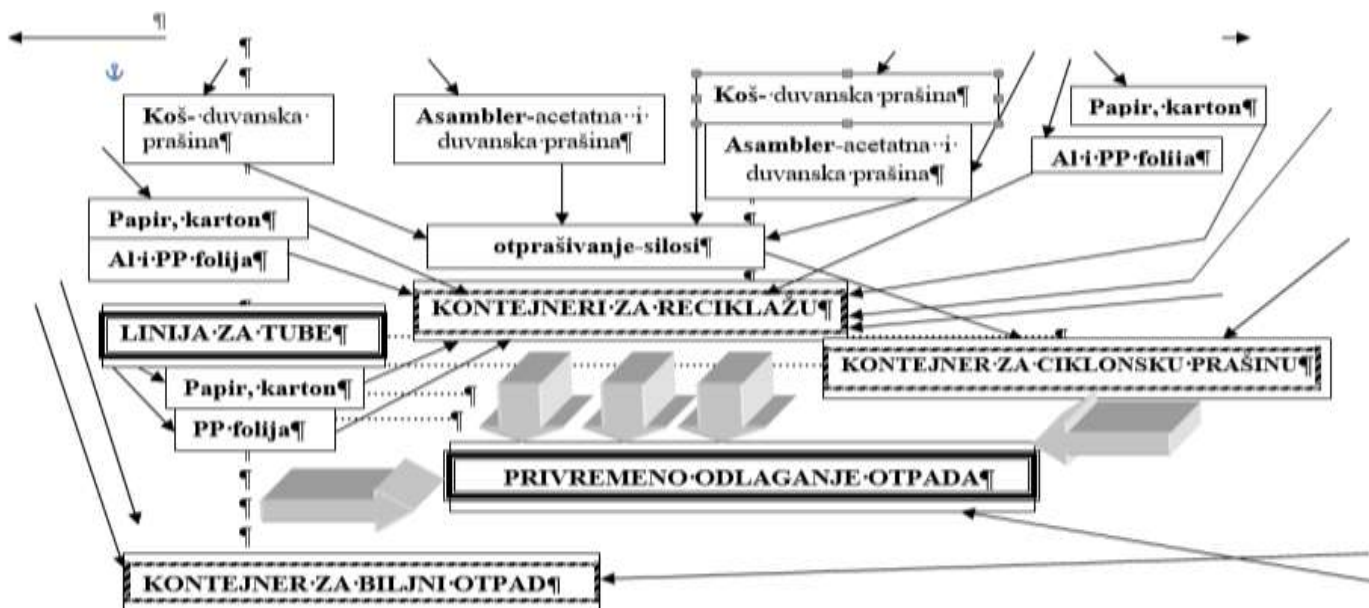 Koš- duvanska
prašina¶
Asambler-acetatna i
duvanska prašina¶
Koš- duvanska prašina¶
Asambler-acetatna i
duvanska prašina¶
Papir, karton¶
Al i PP foliia¶
Papir, karton¶
Al i PP folija¶
otprašivanje-silosi¶
KONTEJNERI ZA RECIKLAŽU¶
LINIJA ZA TUBE¶
KONTEJNER ZA CIKLONSKU PRAŠINU¶
Papir, karton¶
PP folija¶
PRIVREMENO ODLAGANJE OTPADA¶
KONTEJNER ZA BILJNI OTPAD¶